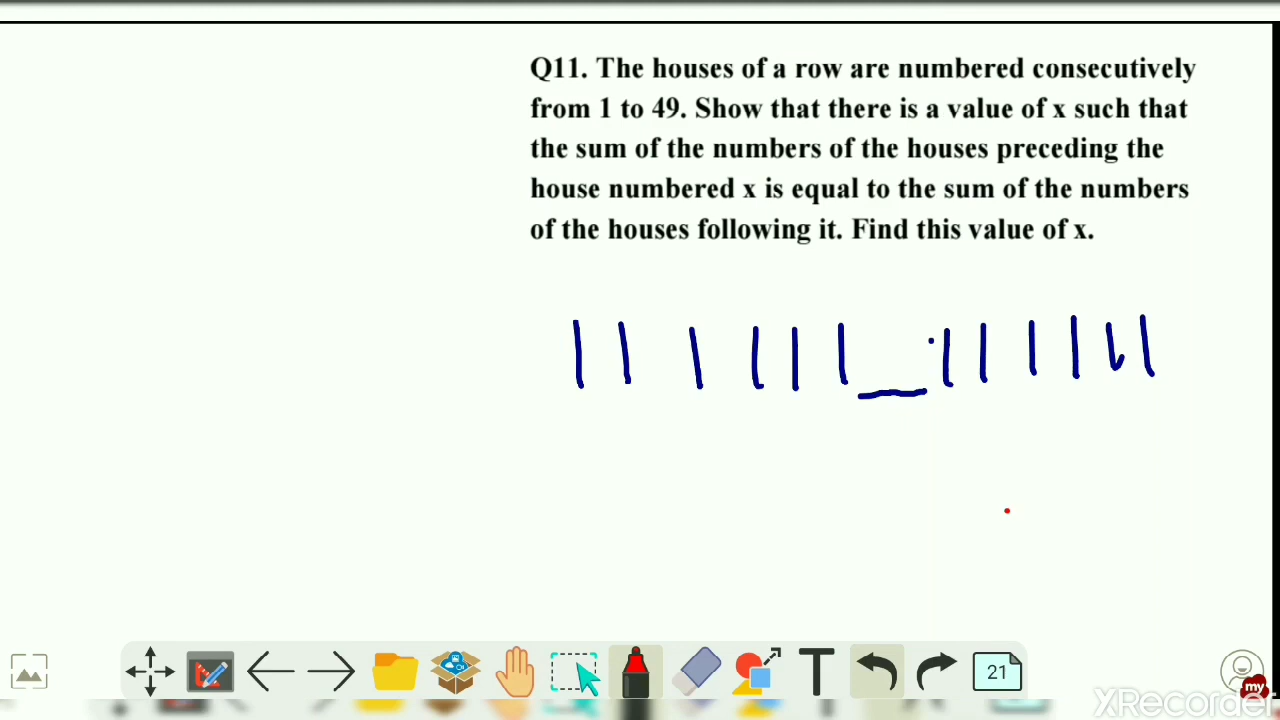 Q11. The houses of a row are numbered consecutively
from 1 to 49. Show that there is a value of x such that
the sum of the numbers of the houses preceding the
house numbered x is equal to the sum of the numbers
of the houses following it. Find this value of x.
T
21
my
XRecorder